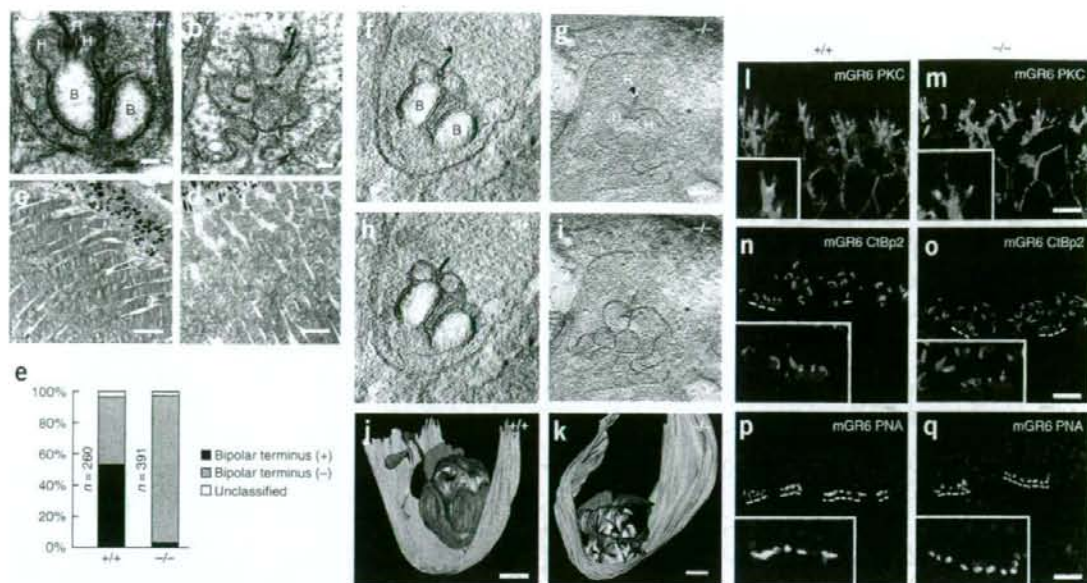 H
H
H
B
B
b
c
f
B
B
g
-/-
h
i
-/-
j
+/+
k
e
100%
80%
60%
40%
20%
0%
n = 260
n = 391
+/+
-/-
Bipolar terminus (+)
Bipolar terminus (–)
Unclassified
+/+
-/-
l
mGR6 PKC
m
mGR6 PKC
n
mGR6 CtBp2
o
mGR6 CtBp2
p
mGR6 PNA
q
mGR6 PNA